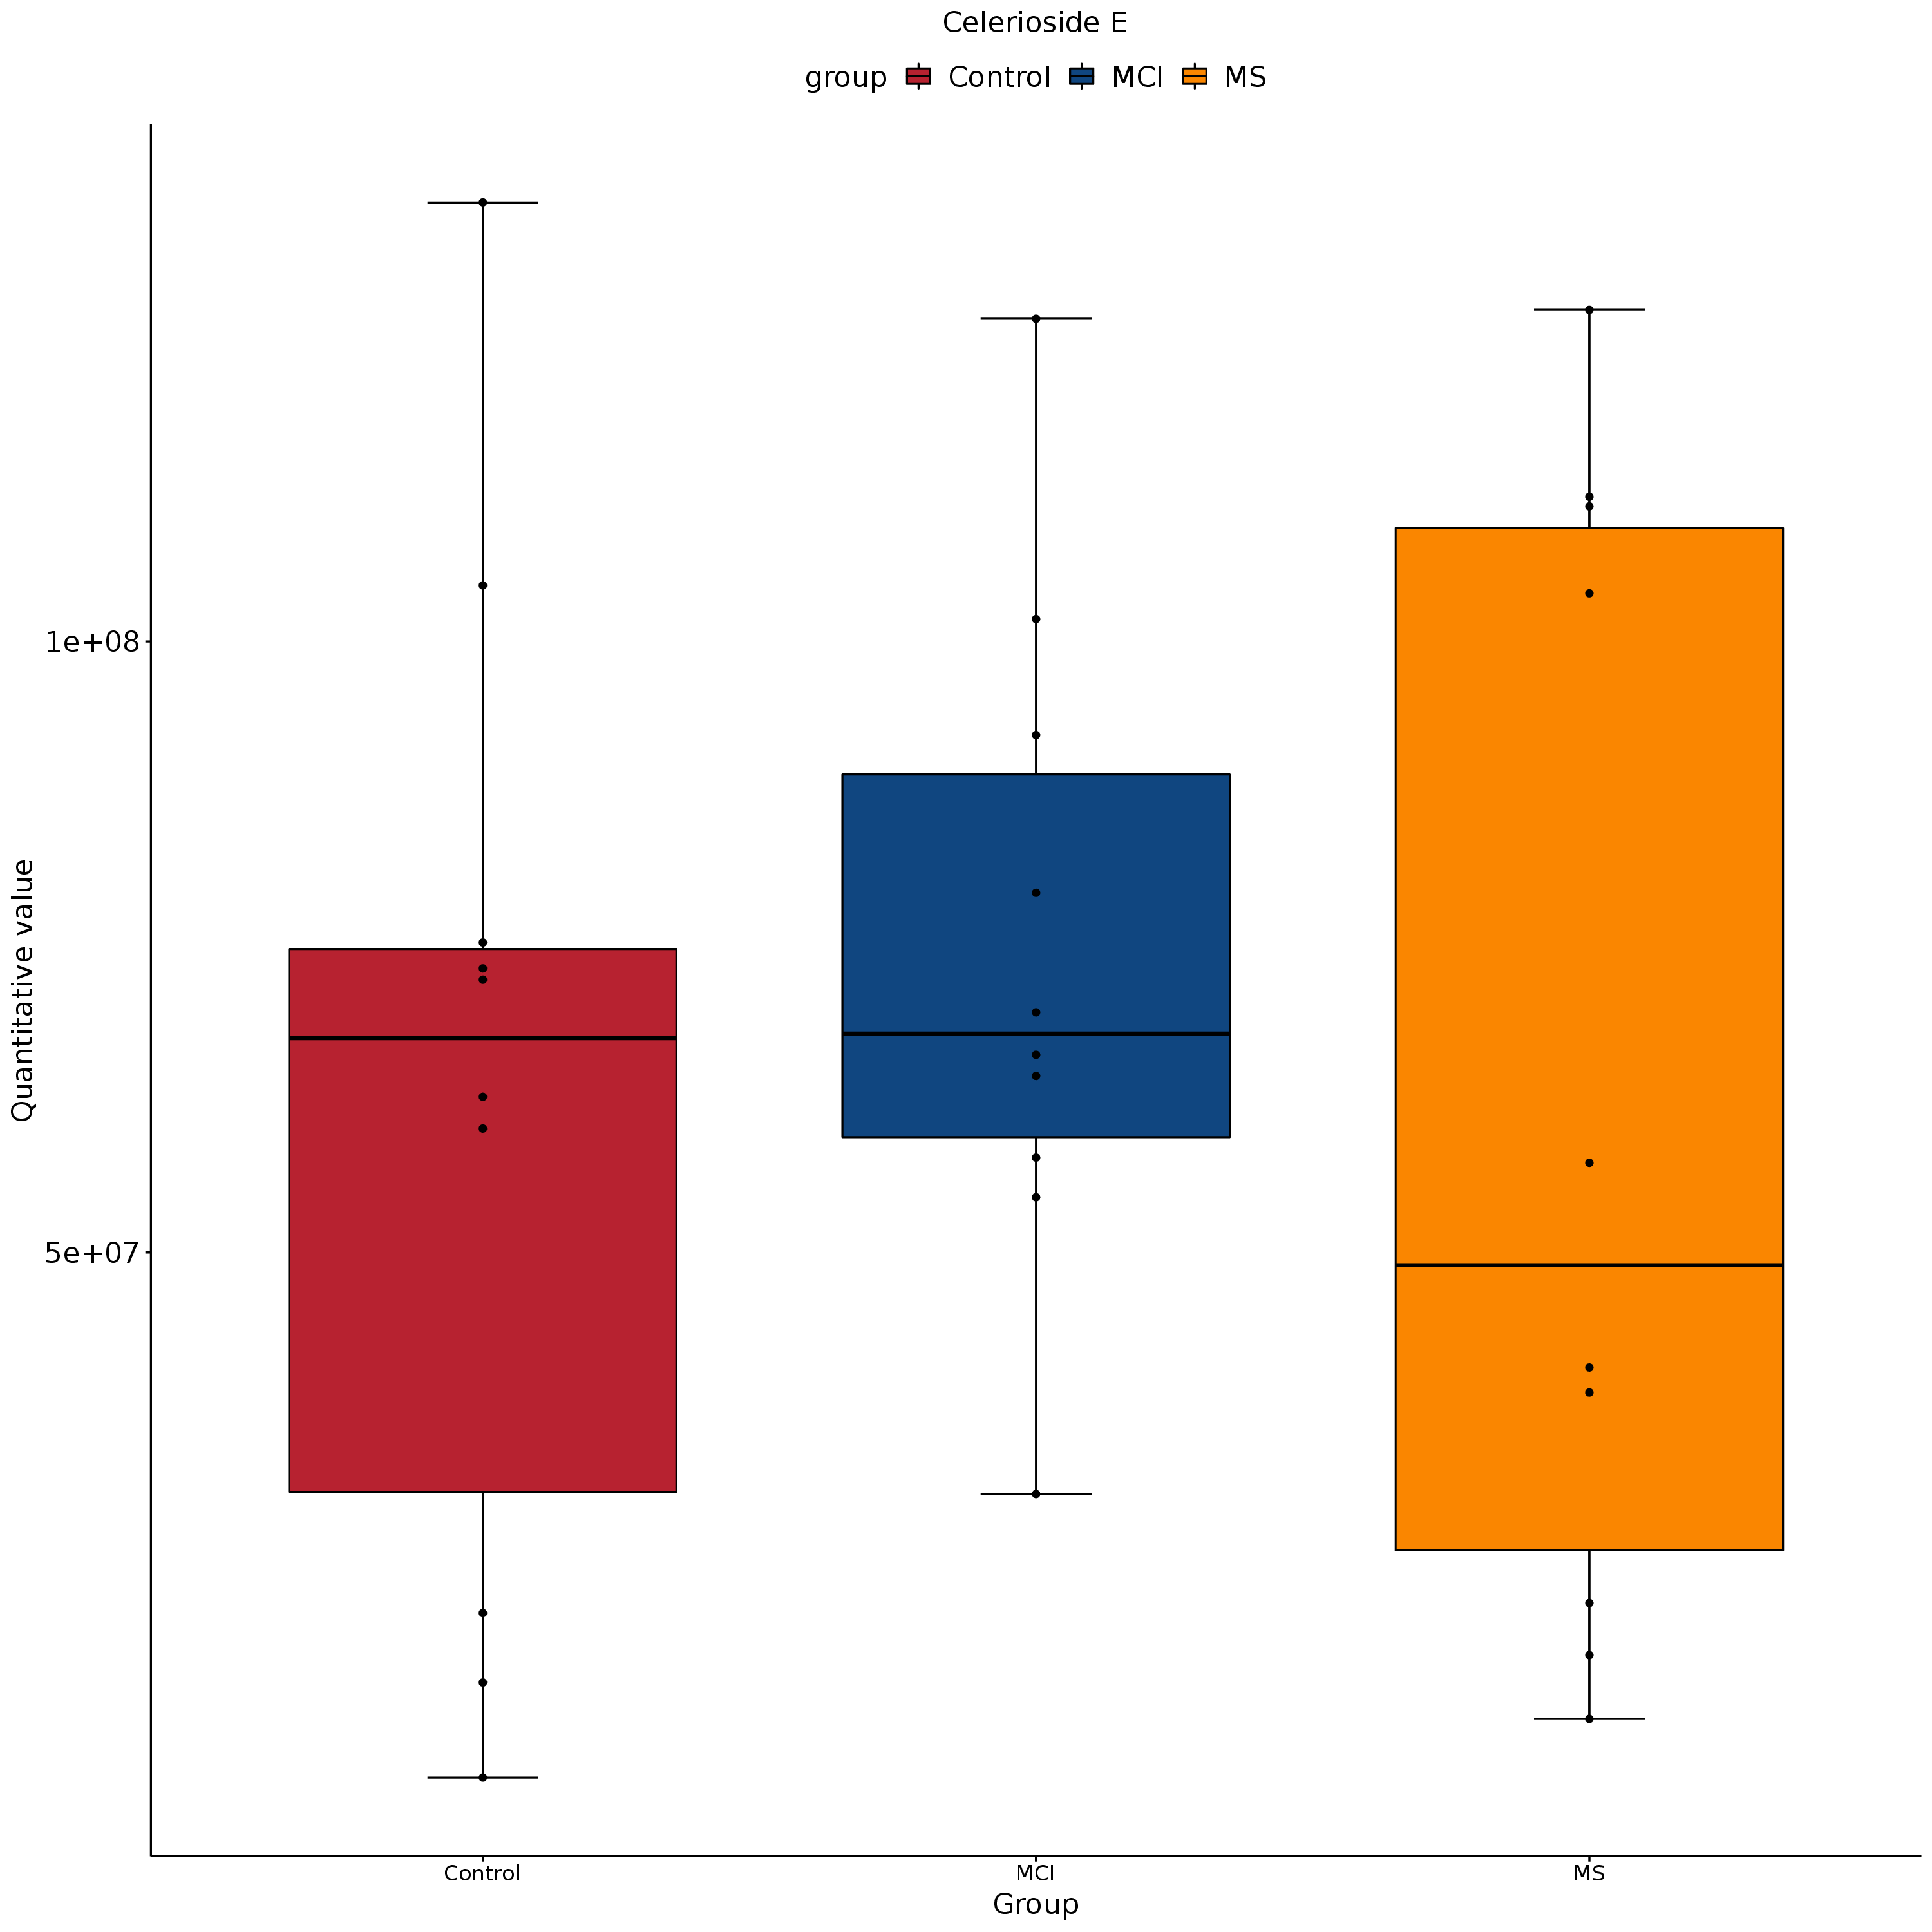 Celerioside E
group Control MCI MS
1e+08
5e+07
Quantitative value
Control MCI MS
Group